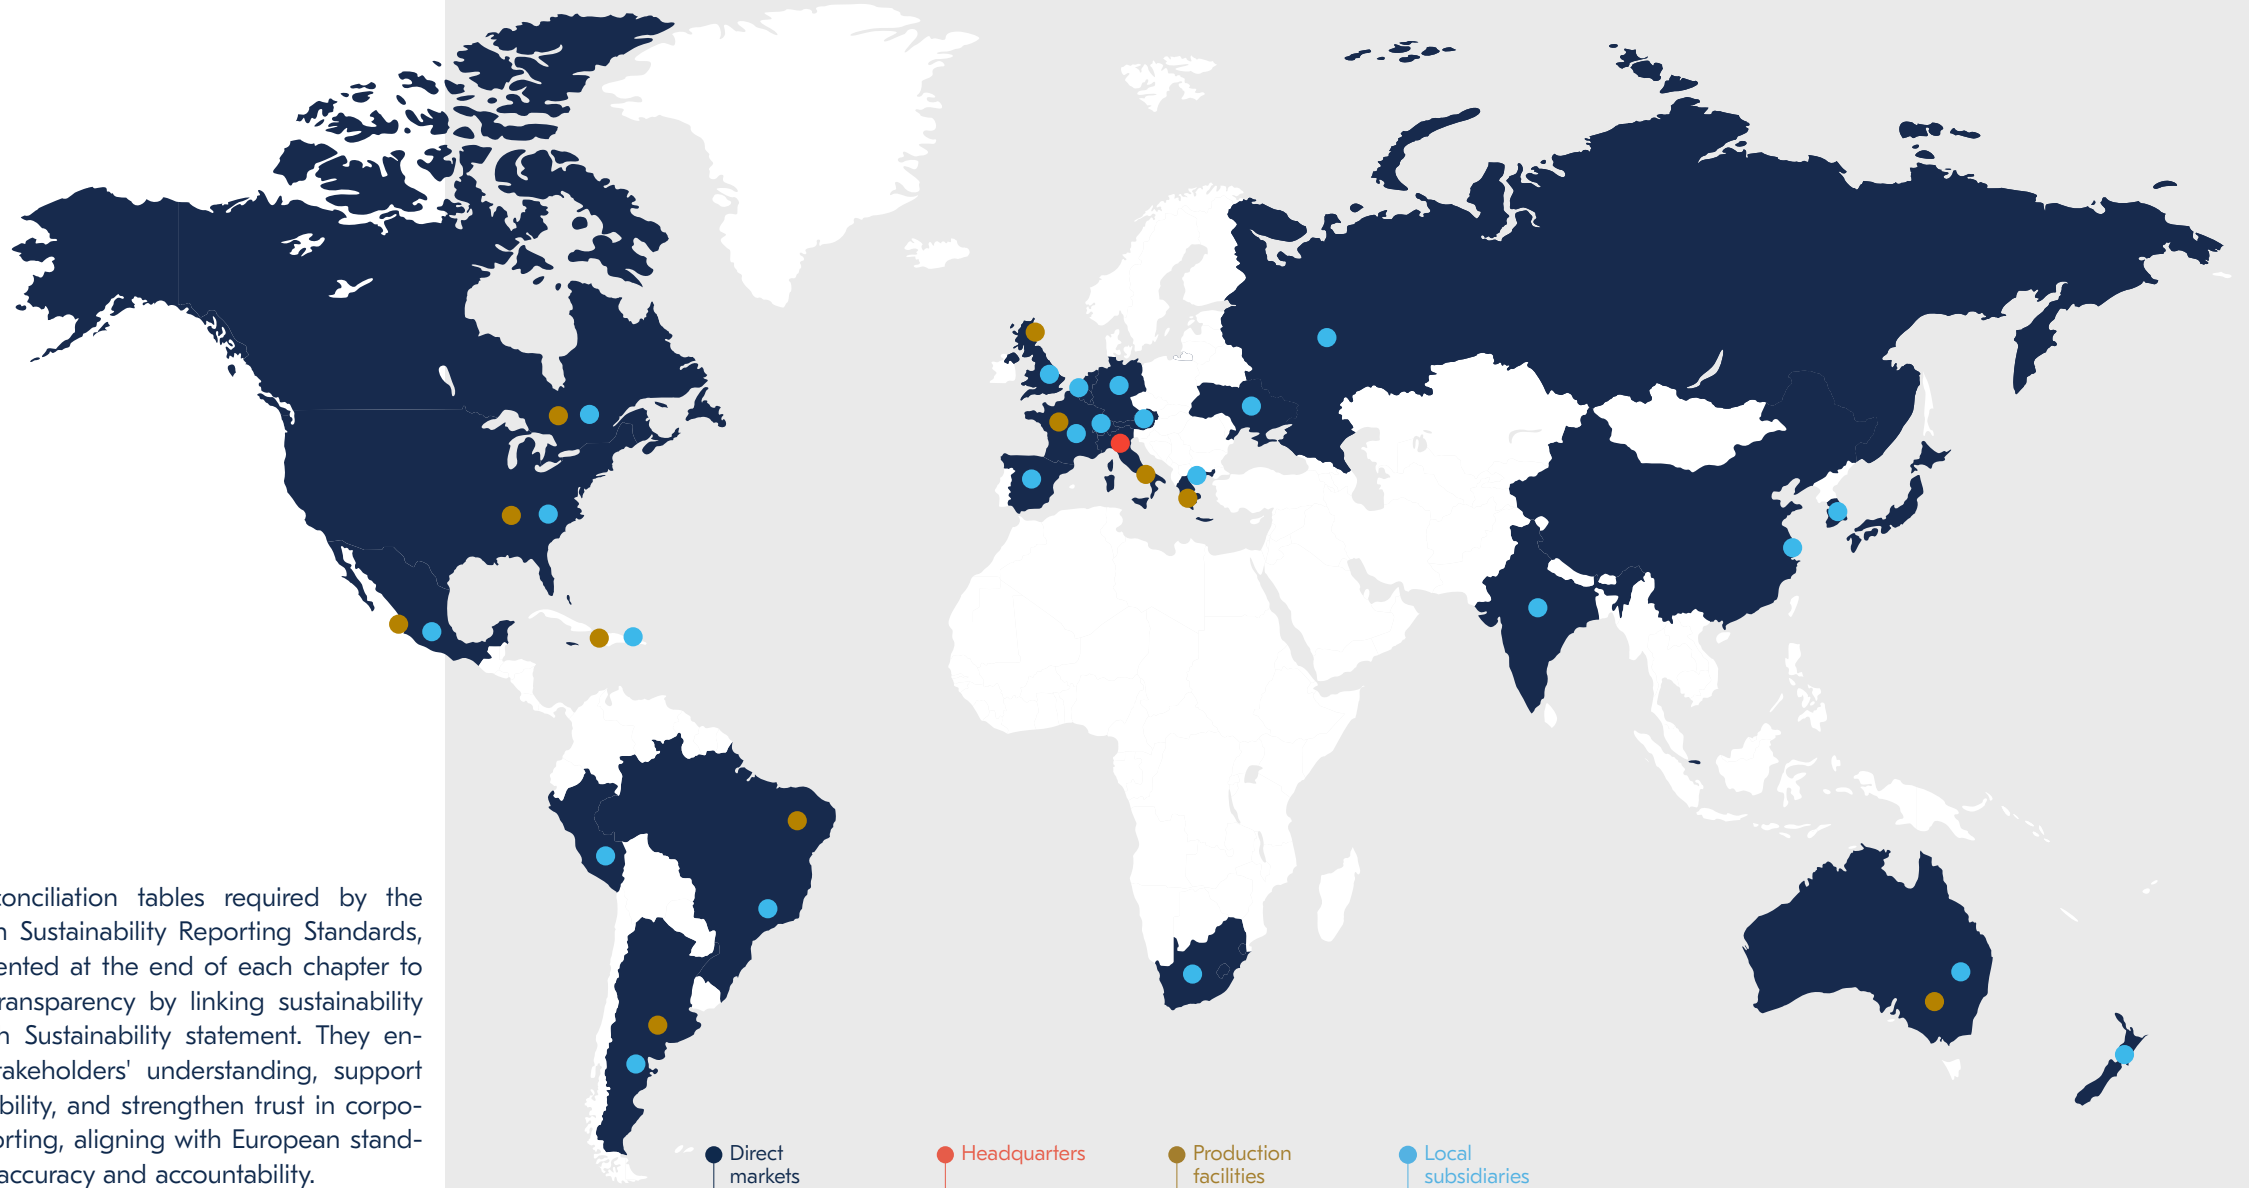 conciliation tables required by the
n Sustainability Reporting Standards,
ented at the end of each chapter to
ransparency by linking sustainability
n Sustainability statement. They en-
akeholders' understanding, support
bility, and strengthen trust in corpo-
orting, aligning with European stand-
accuracy and accountability.
Direct
markets
Headquarters
Production
facilities
Local
subsidiaries